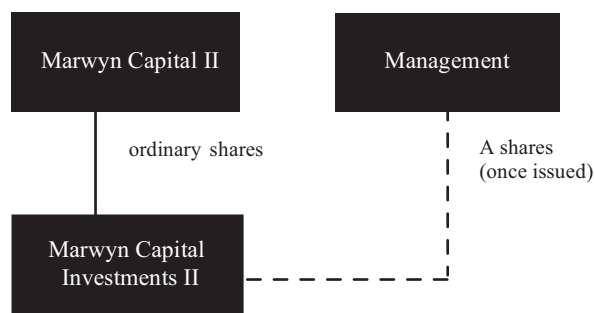 Marwyn Capital II
Management
ordinary shares
A shares
(once issued)
Marwyn Capital
Investments II